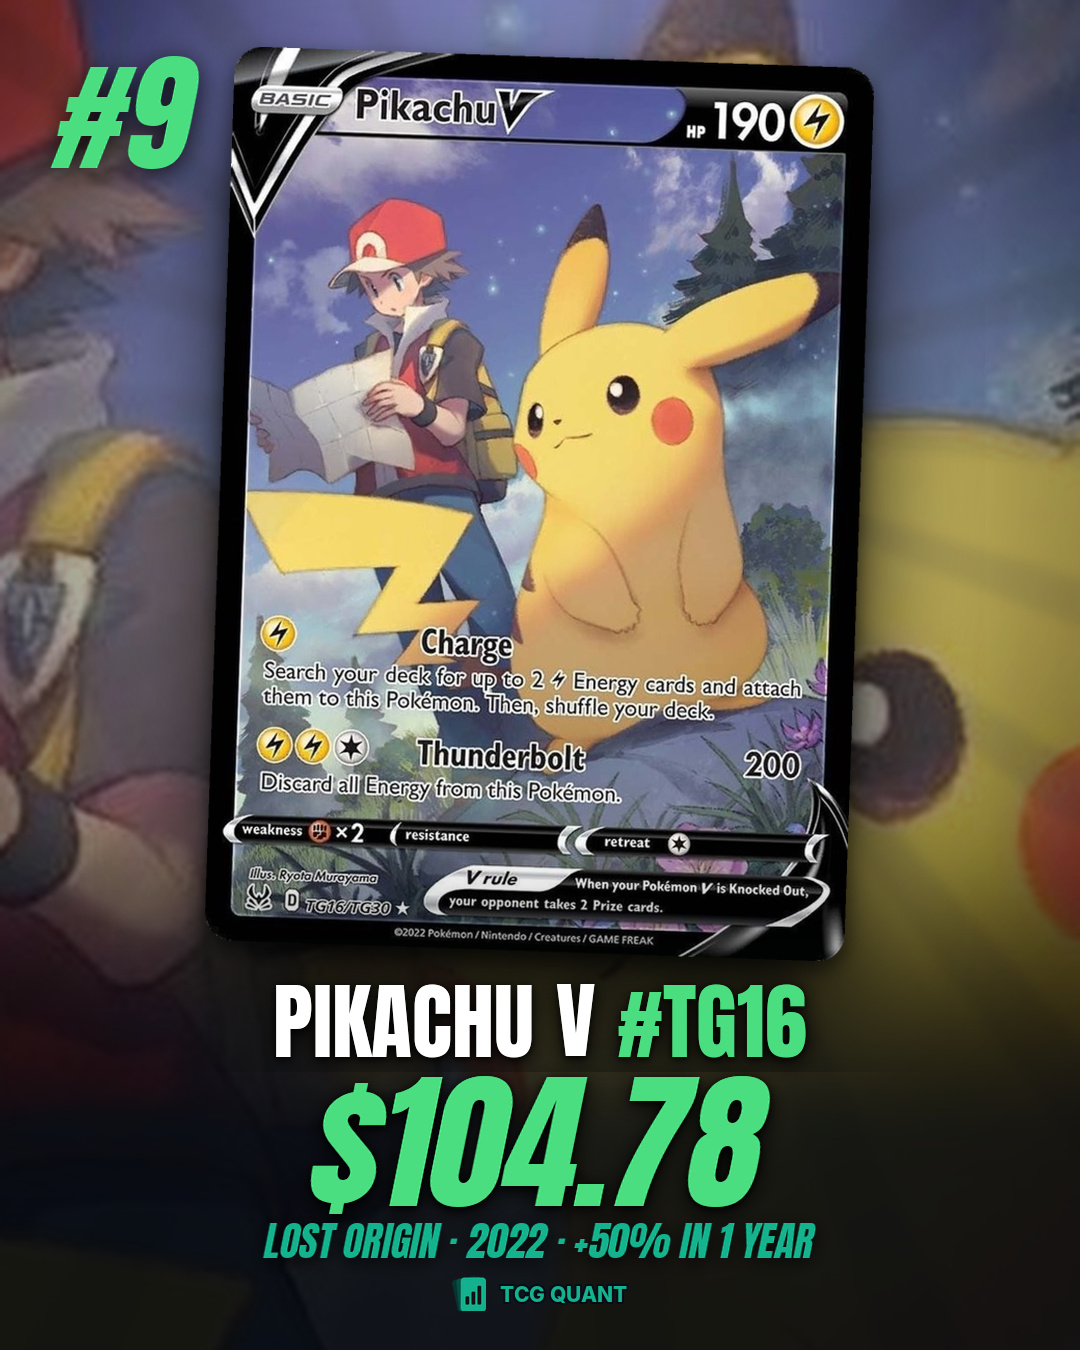 #9
BASIC Pikachu V HP 190
Charge
Search your deck for up to 2 Energy cards and attach
them to this Pokémon. Then, shuffle your deck.
Thunderbolt 200
Discard all Energy from this Pokémon.
weakness ×2 resistance retreat
Illus. Ryota Murayama
D TG16/TG30 ★
V rule
When your Pokémon V is Knocked Out,
your opponent takes 2 Prize cards.
©2022 Pokémon / Nintendo / Creatures / GAME FREAK
PIKACHU V #TG16
$104.78
LOST ORIGIN · 2022 · +50% IN 1 YEAR
TCG QUANT